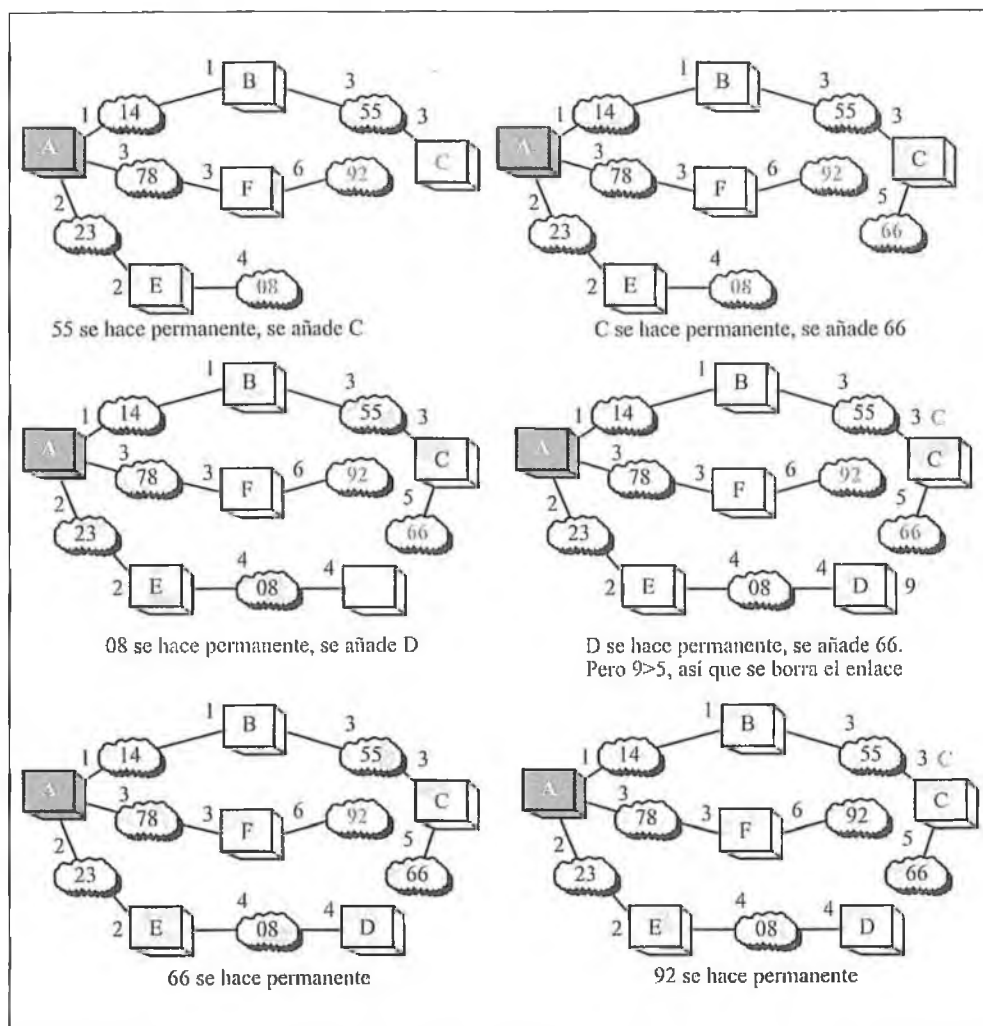 1 B 3
1 14 55 3
A 3 78 3 F 6 92 C
2 23
2 E 4 08
55 se hace permanente, se añade C
1 B 3
1 14 55 3
A 3 78 3 F 6 92 C
2 23 5 66
2 E 4 08
C se hace permanente, se añade 66
1 B 3
1 14 55 3
A 3 78 3 F 6 92 C
2 23 5 66
2 E 4 08 4
08 se hace permanente, se añade D
1 B 3
1 14 55 3 C
A 3 78 3 F 6 92 C
2 23 5 66
2 E 4 08 4 D 9
D se hace permanente, se añade 66.
Pero 9>5, así que se borra el enlace
1 B 3
1 14 55 3
A 3 78 3 F 6 92 C
2 23 5 66
2 E 4 08 4 D
66 se hace permanente
1 B 3
1 14 55 3 C
A 3 78 3 F 6 92 C
2 23 5 66
2 E 4 08 4 D
92 se hace permanente